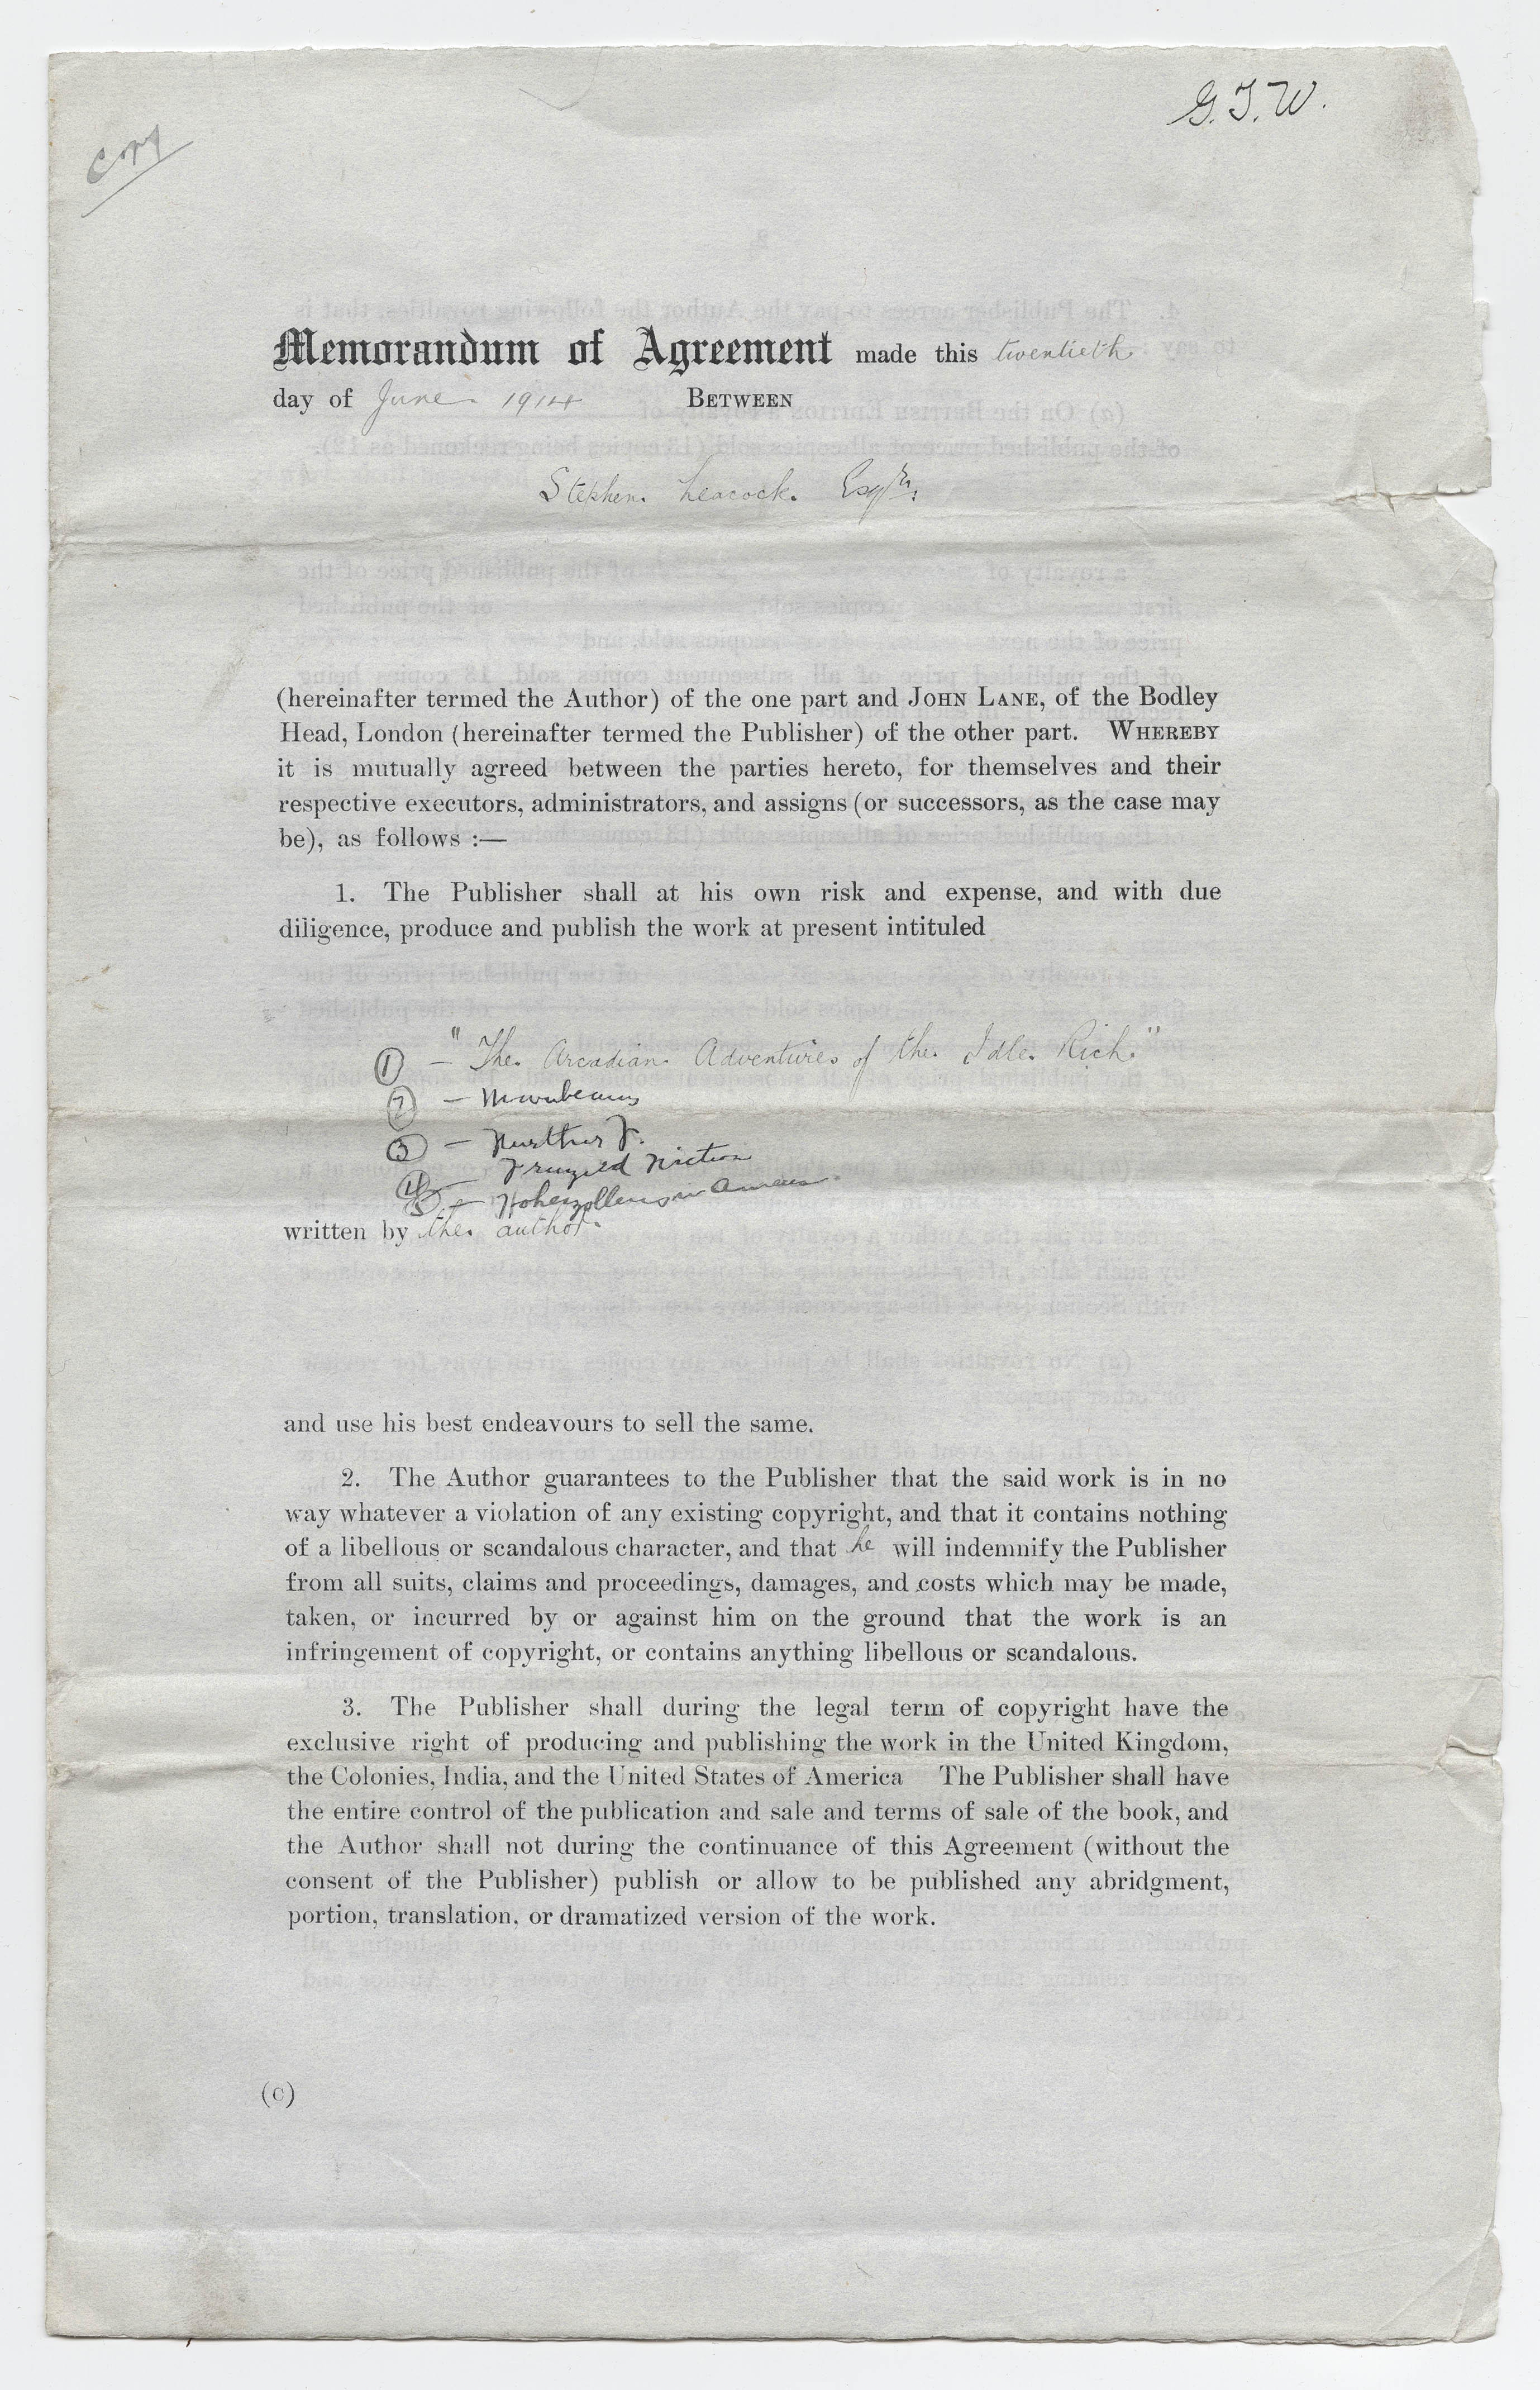 G.T.W.
Copy
Memorandum of Agreement made this twentieth
day of June 1914 BETWEEN
Stephen Leacock. Esqre.
(hereinafter termed the Author) of the one part and JOHN LANE, of the Bodley
Head, London (hereinafter termed the Publisher) of the other part. WHEREBY
it is mutually agreed between the parties hereto, for themselves and their
respective executors, administrators, and assigns (or successors, as the case may
be), as follows :—
1. The Publisher shall at his own risk and expense, and with due
diligence, produce and publish the work at present intituled
① — "The Arcadian Adventures of the Idle Rich."
② — Moonbeams
③ — Further F.
④ — Frenzied Fiction
⑤ — Hohenzollerns in America
written by the author.
and use his best endeavours to sell the same.
2. The Author guarantees to the Publisher that the said work is in no
way whatever a violation of any existing copyright, and that it contains nothing
of a libellous or scandalous character, and that he will indemnify the Publisher
from all suits, claims and proceedings, damages, and costs which may be made,
taken, or incurred by or against him on the ground that the work is an
infringement of copyright, or contains anything libellous or scandalous.
3. The Publisher shall during the legal term of copyright have the
exclusive right of producing and publishing the work in the United Kingdom,
the Colonies, India, and the United States of America The Publisher shall have
the entire control of the publication and sale and terms of sale of the book, and
the Author shall not during the continuance of this Agreement (without the
consent of the Publisher) publish or allow to be published any abridgment,
portion, translation, or dramatized version of the work.
(C)